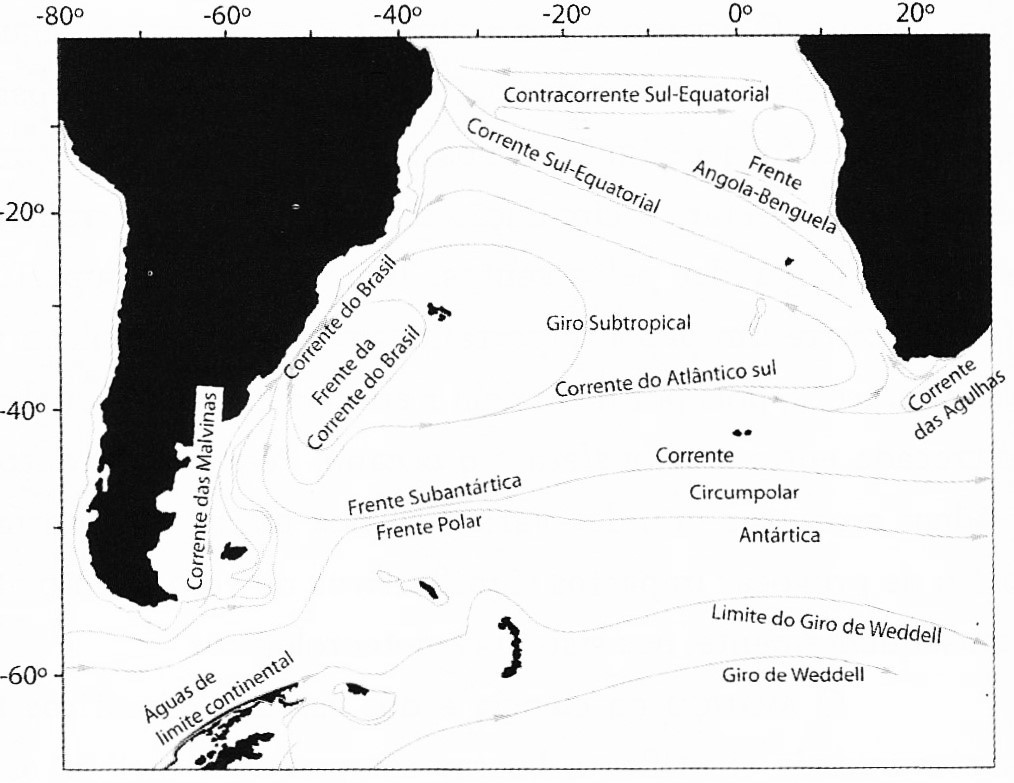 -80º
-60º
-40º
-20º
0º
20º
Contracorrente Sul-Equatorial
Corrente Sul-Equatorial
Frente
Angola-Benguela
-20º
Corrente do Brasil
Frente da
Corrente do Brasil
Giro Subtropical
Corrente do Atlântico sul
Corrente
das Agulhas
-40º
Corrente das Malvinas
Corrente
Frente Subantártica
Circumpolar
Frente Polar
Antártica
Limite do Giro de Weddell
-60º
Águas de
limite continental
Giro de Weddell